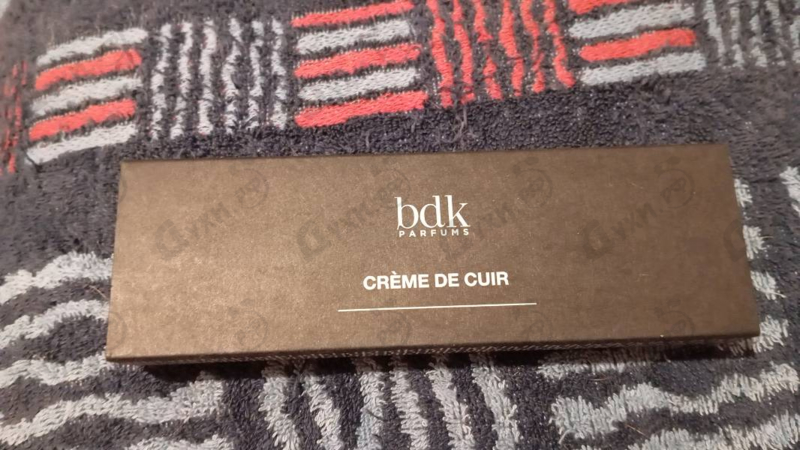 bdk
PARFUMS
CRÈME DE CUIR